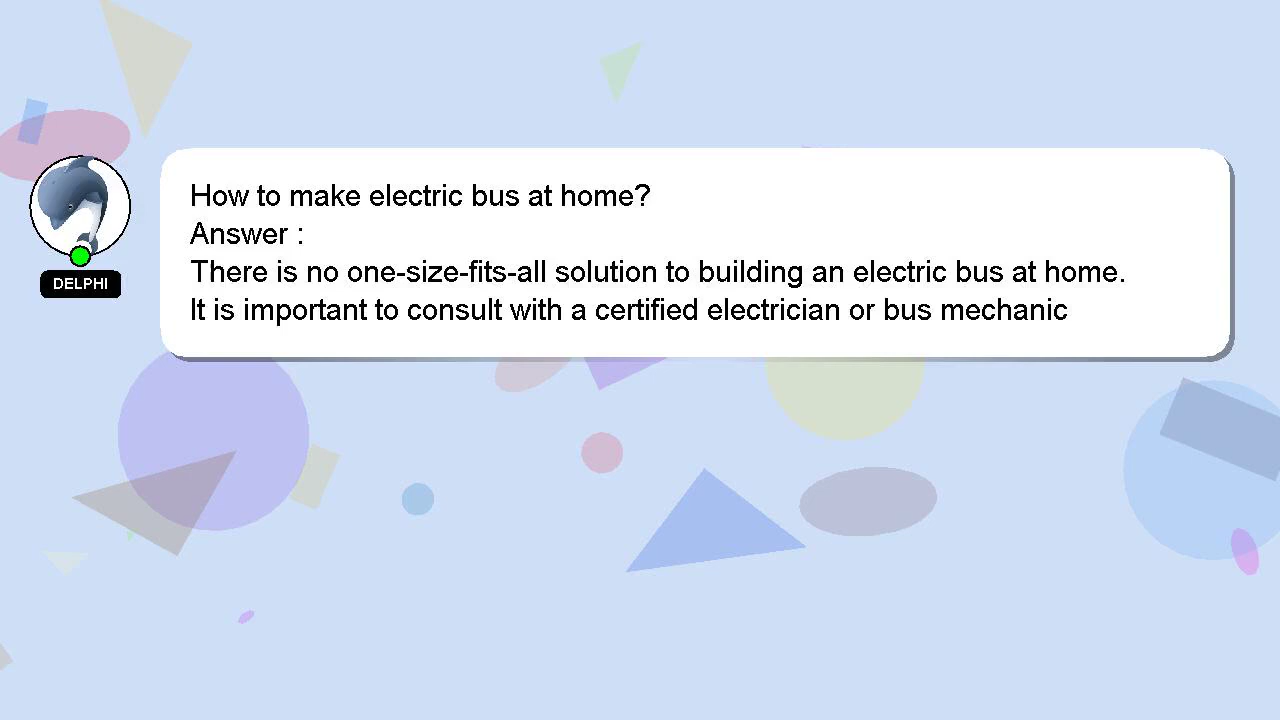 How to make electric bus at home?
Answer :
There is no one-size-fits-all solution to building an electric bus at home.
It is important to consult with a certified electrician or bus mechanic
DELPHI